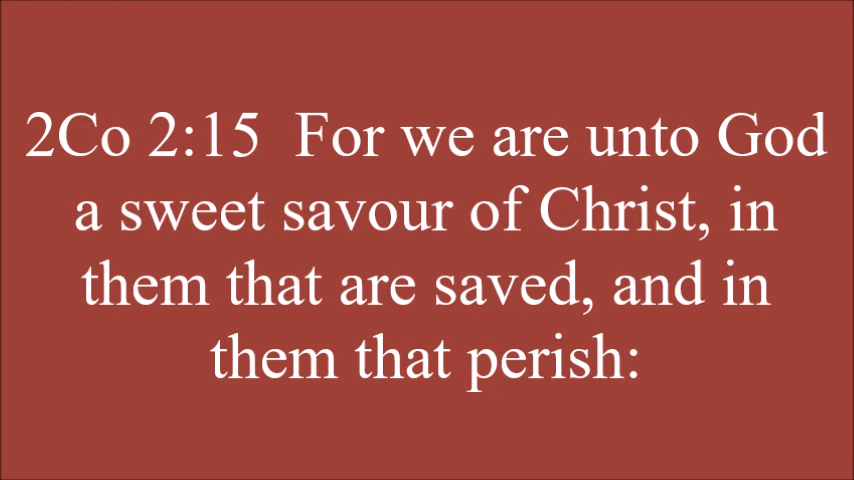 2Co 2:15  For we are unto God
a sweet savour of Christ, in
them that are saved, and in
them that perish: